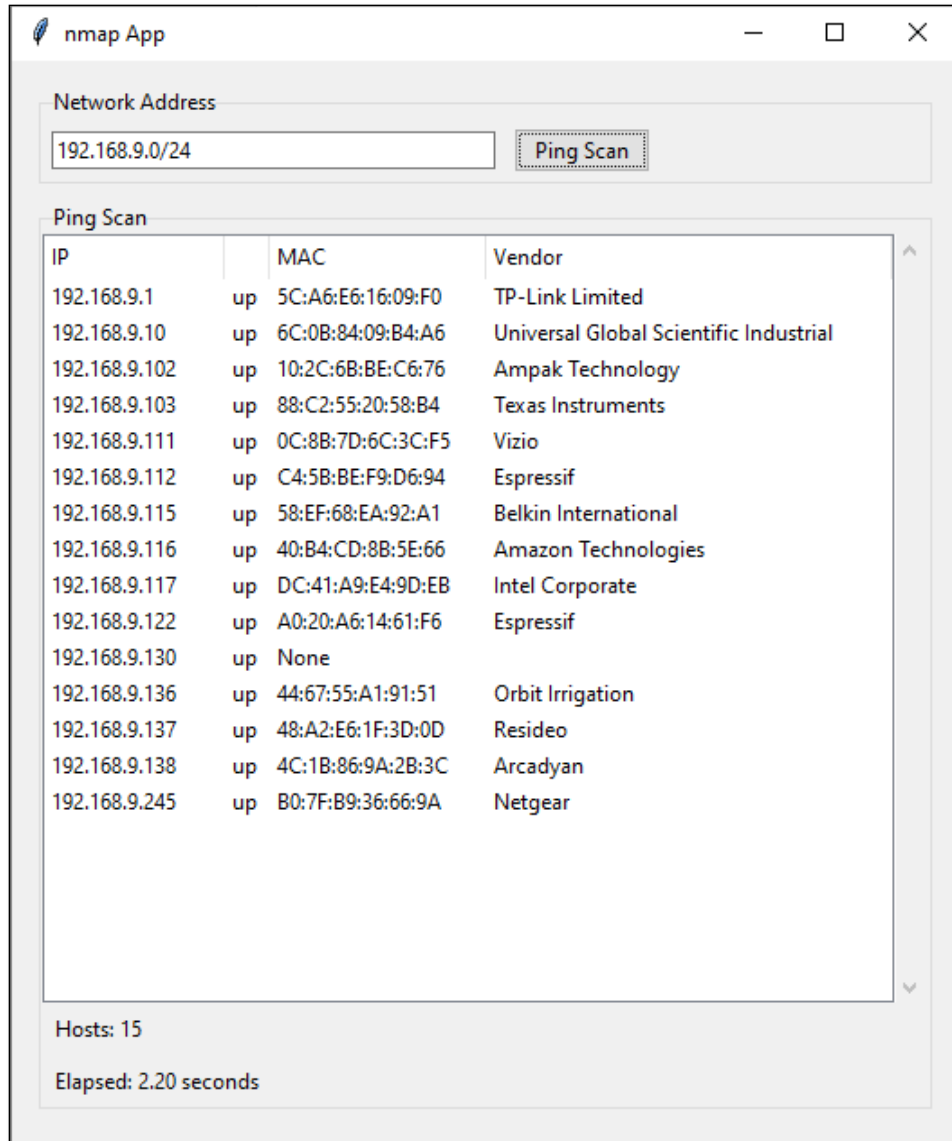 nmap App
Network Address
192.168.9.0/24 Ping Scan
Ping Scan
IP MAC Vendor
192.168.9.1 up 5C:A6:E6:16:09:F0 TP-Link Limited
192.168.9.10 up 6C:0B:84:09:B4:A6 Universal Global Scientific Industrial
192.168.9.102 up 10:2C:6B:BE:C6:76 Ampak Technology
192.168.9.103 up 88:C2:55:20:58:B4 Texas Instruments
192.168.9.111 up 0C:8B:7D:6C:3C:F5 Vizio
192.168.9.112 up C4:5B:BE:F9:D6:94 Espressif
192.168.9.115 up 58:EF:68:EA:92:A1 Belkin International
192.168.9.116 up 40:B4:CD:8B:5E:66 Amazon Technologies
192.168.9.117 up DC:41:A9:E4:9D:EB Intel Corporate
192.168.9.122 up A0:20:A6:14:61:F6 Espressif
192.168.9.130 up None
192.168.9.136 up 44:67:55:A1:91:51 Orbit Irrigation
192.168.9.137 up 48:A2:E6:1F:3D:0D Resideo
192.168.9.138 up 4C:1B:86:9A:2B:3C Arcadyan
192.168.9.245 up B0:7F:B9:36:66:9A Netgear
Hosts: 15
Elapsed: 2.20 seconds